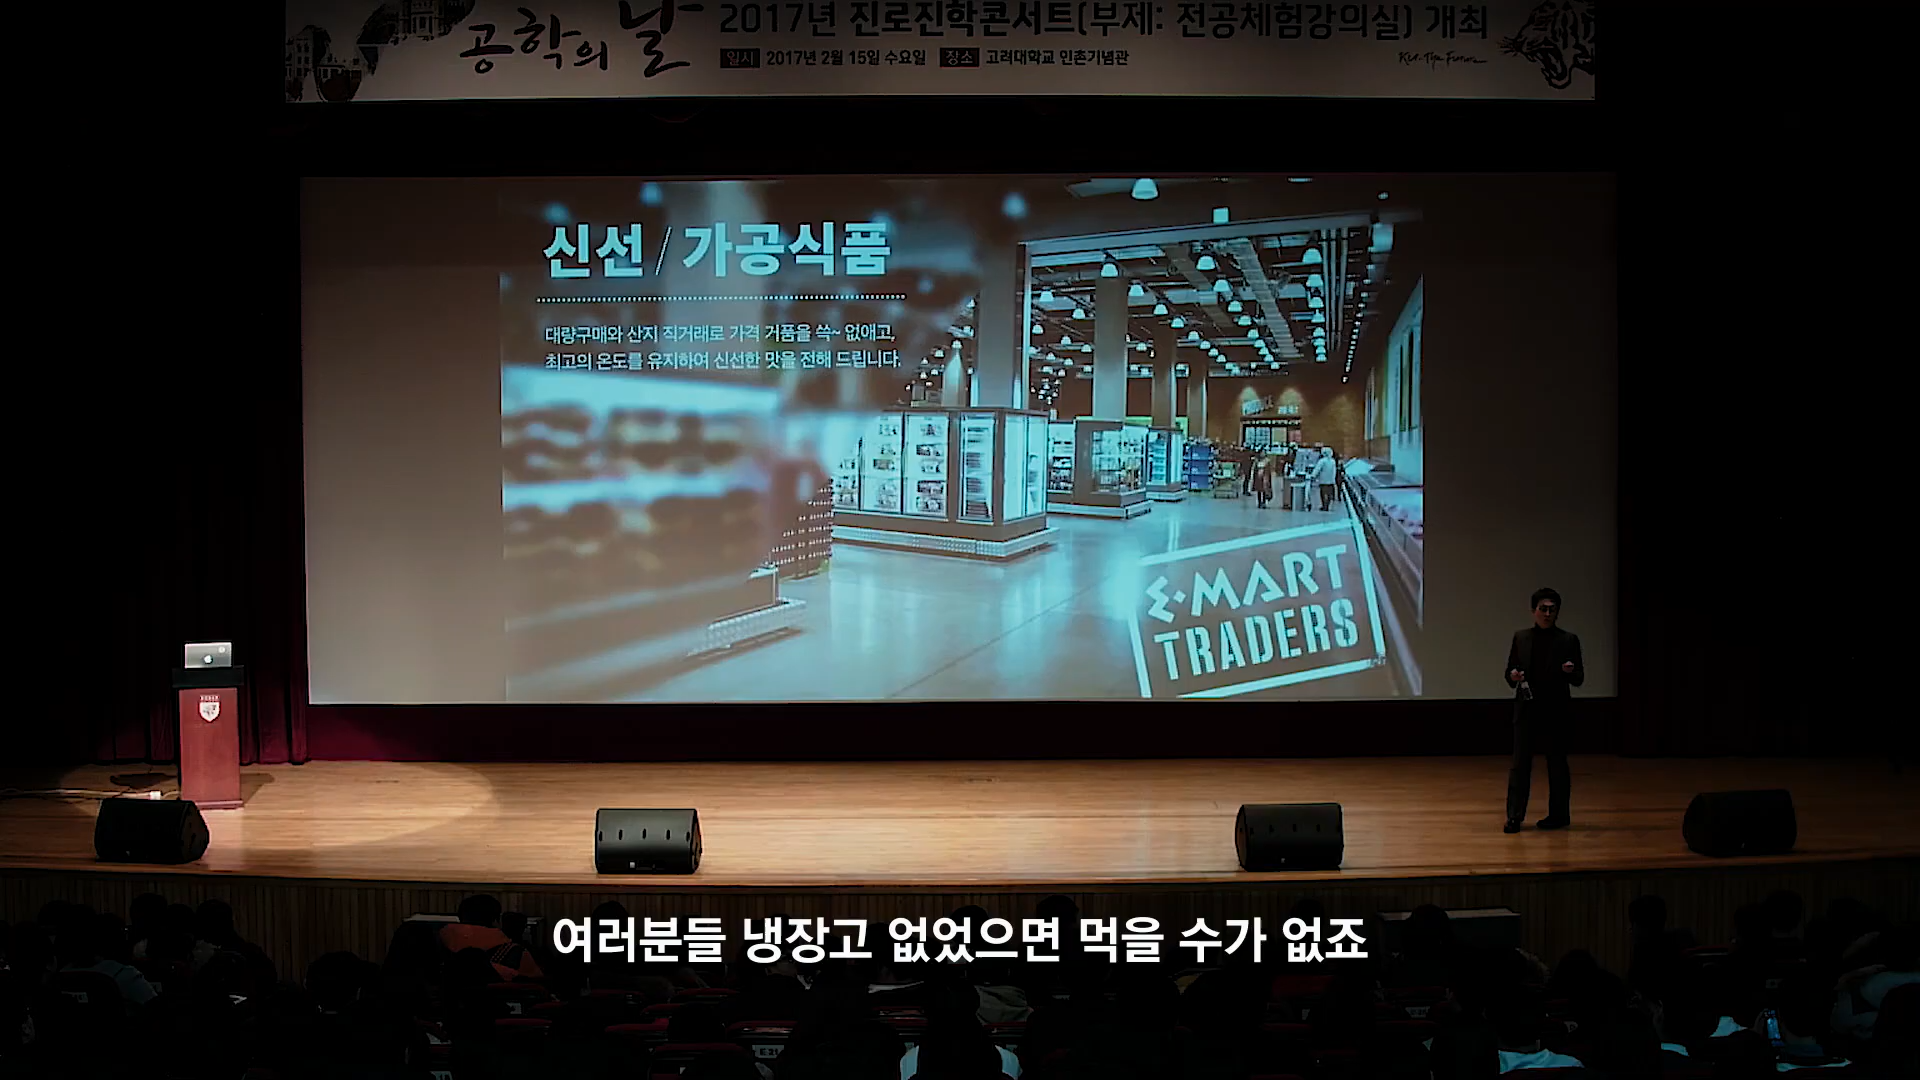 공학의 날
2017년 진로진학콘서트(부제: 전공체험강의실) 개최
일시 2017년 2월 15일 수요일 장소 고려대학교 인촌기념관
신선 / 가공식품
대량구매와 산지 직거래로 가격 거품을 쏙~ 없애고,
최고의 온도를 유지하여 신선한 맛을 전해 드립니다.
PRODUCE
E·MART
TRADERS
여러분들 냉장고 없었으면 먹을 수가 없죠